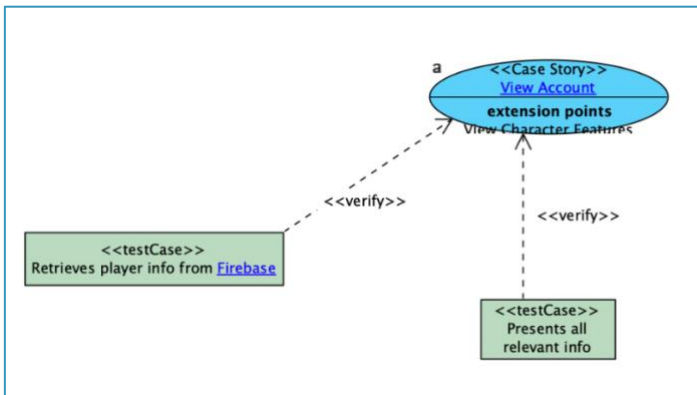 a
<<Case Story>>
View Account
extension points
View Character Features
<<verify>>
<<verify>>
<<testCase>>
Retrieves player info from Firebase
<<testCase>>
Presents all
relevant info